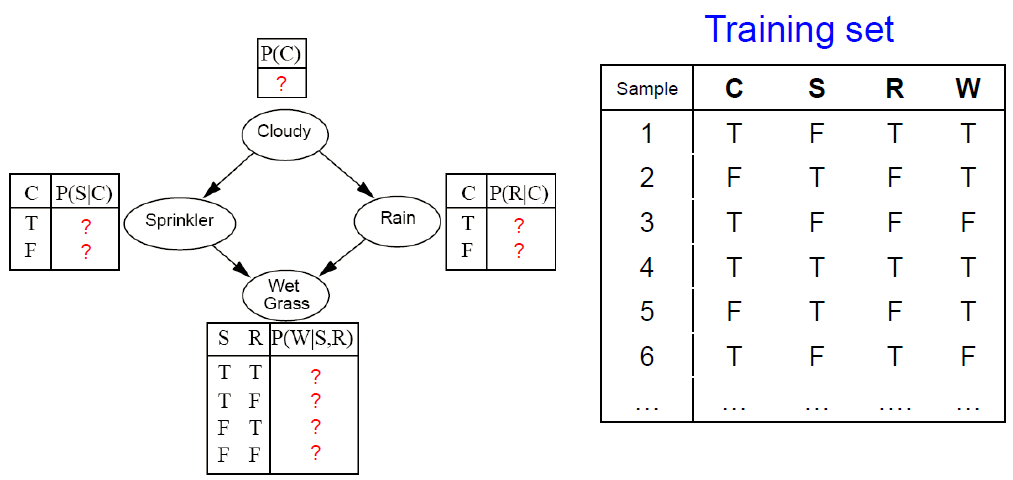 Training set
P(C)
?
Cloudy
C P(S|C)
T ?
F ?
Sprinkler
Rain
C P(R|C)
T ?
F ?
Wet
Grass
S R P(W|S,R)
T T ?
T F ?
F T ?
F F ?
Sample C S R W
1 T F T T
2 F T F T
3 T F F F
4 T T T T
5 F T F T
6 T F T F
... ... ... .... ...